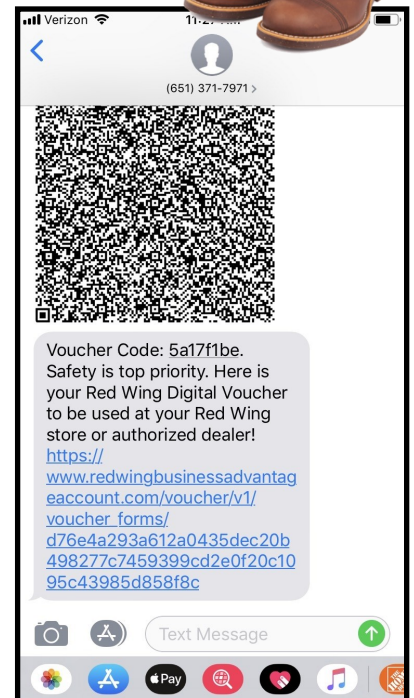 Verizon
(651) 371-7971 >
Voucher Code: 5a17f1be.
Safety is top priority. Here is
your Red Wing Digital Voucher
to be used at your Red Wing
store or authorized dealer!
https://
www.redwingbusinessadvantag
eaccount.com/voucher/v1/
voucher_forms/
d76e4a293a612a0435dec20b
498277c7459399cd2e0f20c10
95c43985d858f8c
Text Message
Pay